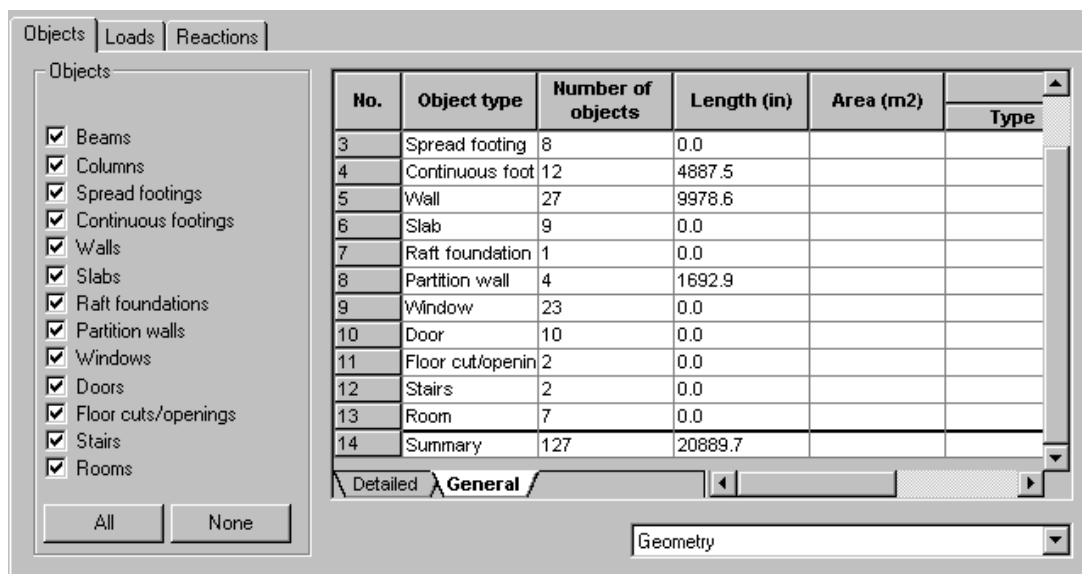 Objects Loads Reactions
Objects
Beams
Columns
Spread footings
Continuous footings
Walls
Slabs
Raft foundations
Partition walls
Windows
Doors
Floor cuts/openings
Stairs
Rooms
All None
No. Object type Number of objects Length (in) Area (m2) Type
3 Spread footing 8 0.0
4 Continuous foot 12 4887.5
5 Wall 27 9978.6
6 Slab 9 0.0
7 Raft foundation 1 0.0
8 Partition wall 4 1692.9
9 Window 23 0.0
10 Door 10 0.0
11 Floor cut/openin 2 0.0
12 Stairs 2 0.0
13 Room 7 0.0
14 Summary 127 20889.7
Detailed General
Geometry